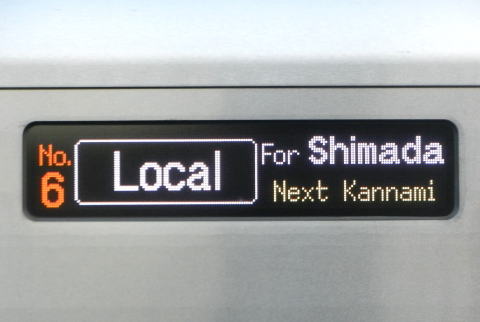 No. 6
Local
For Shimada
Next Kannami